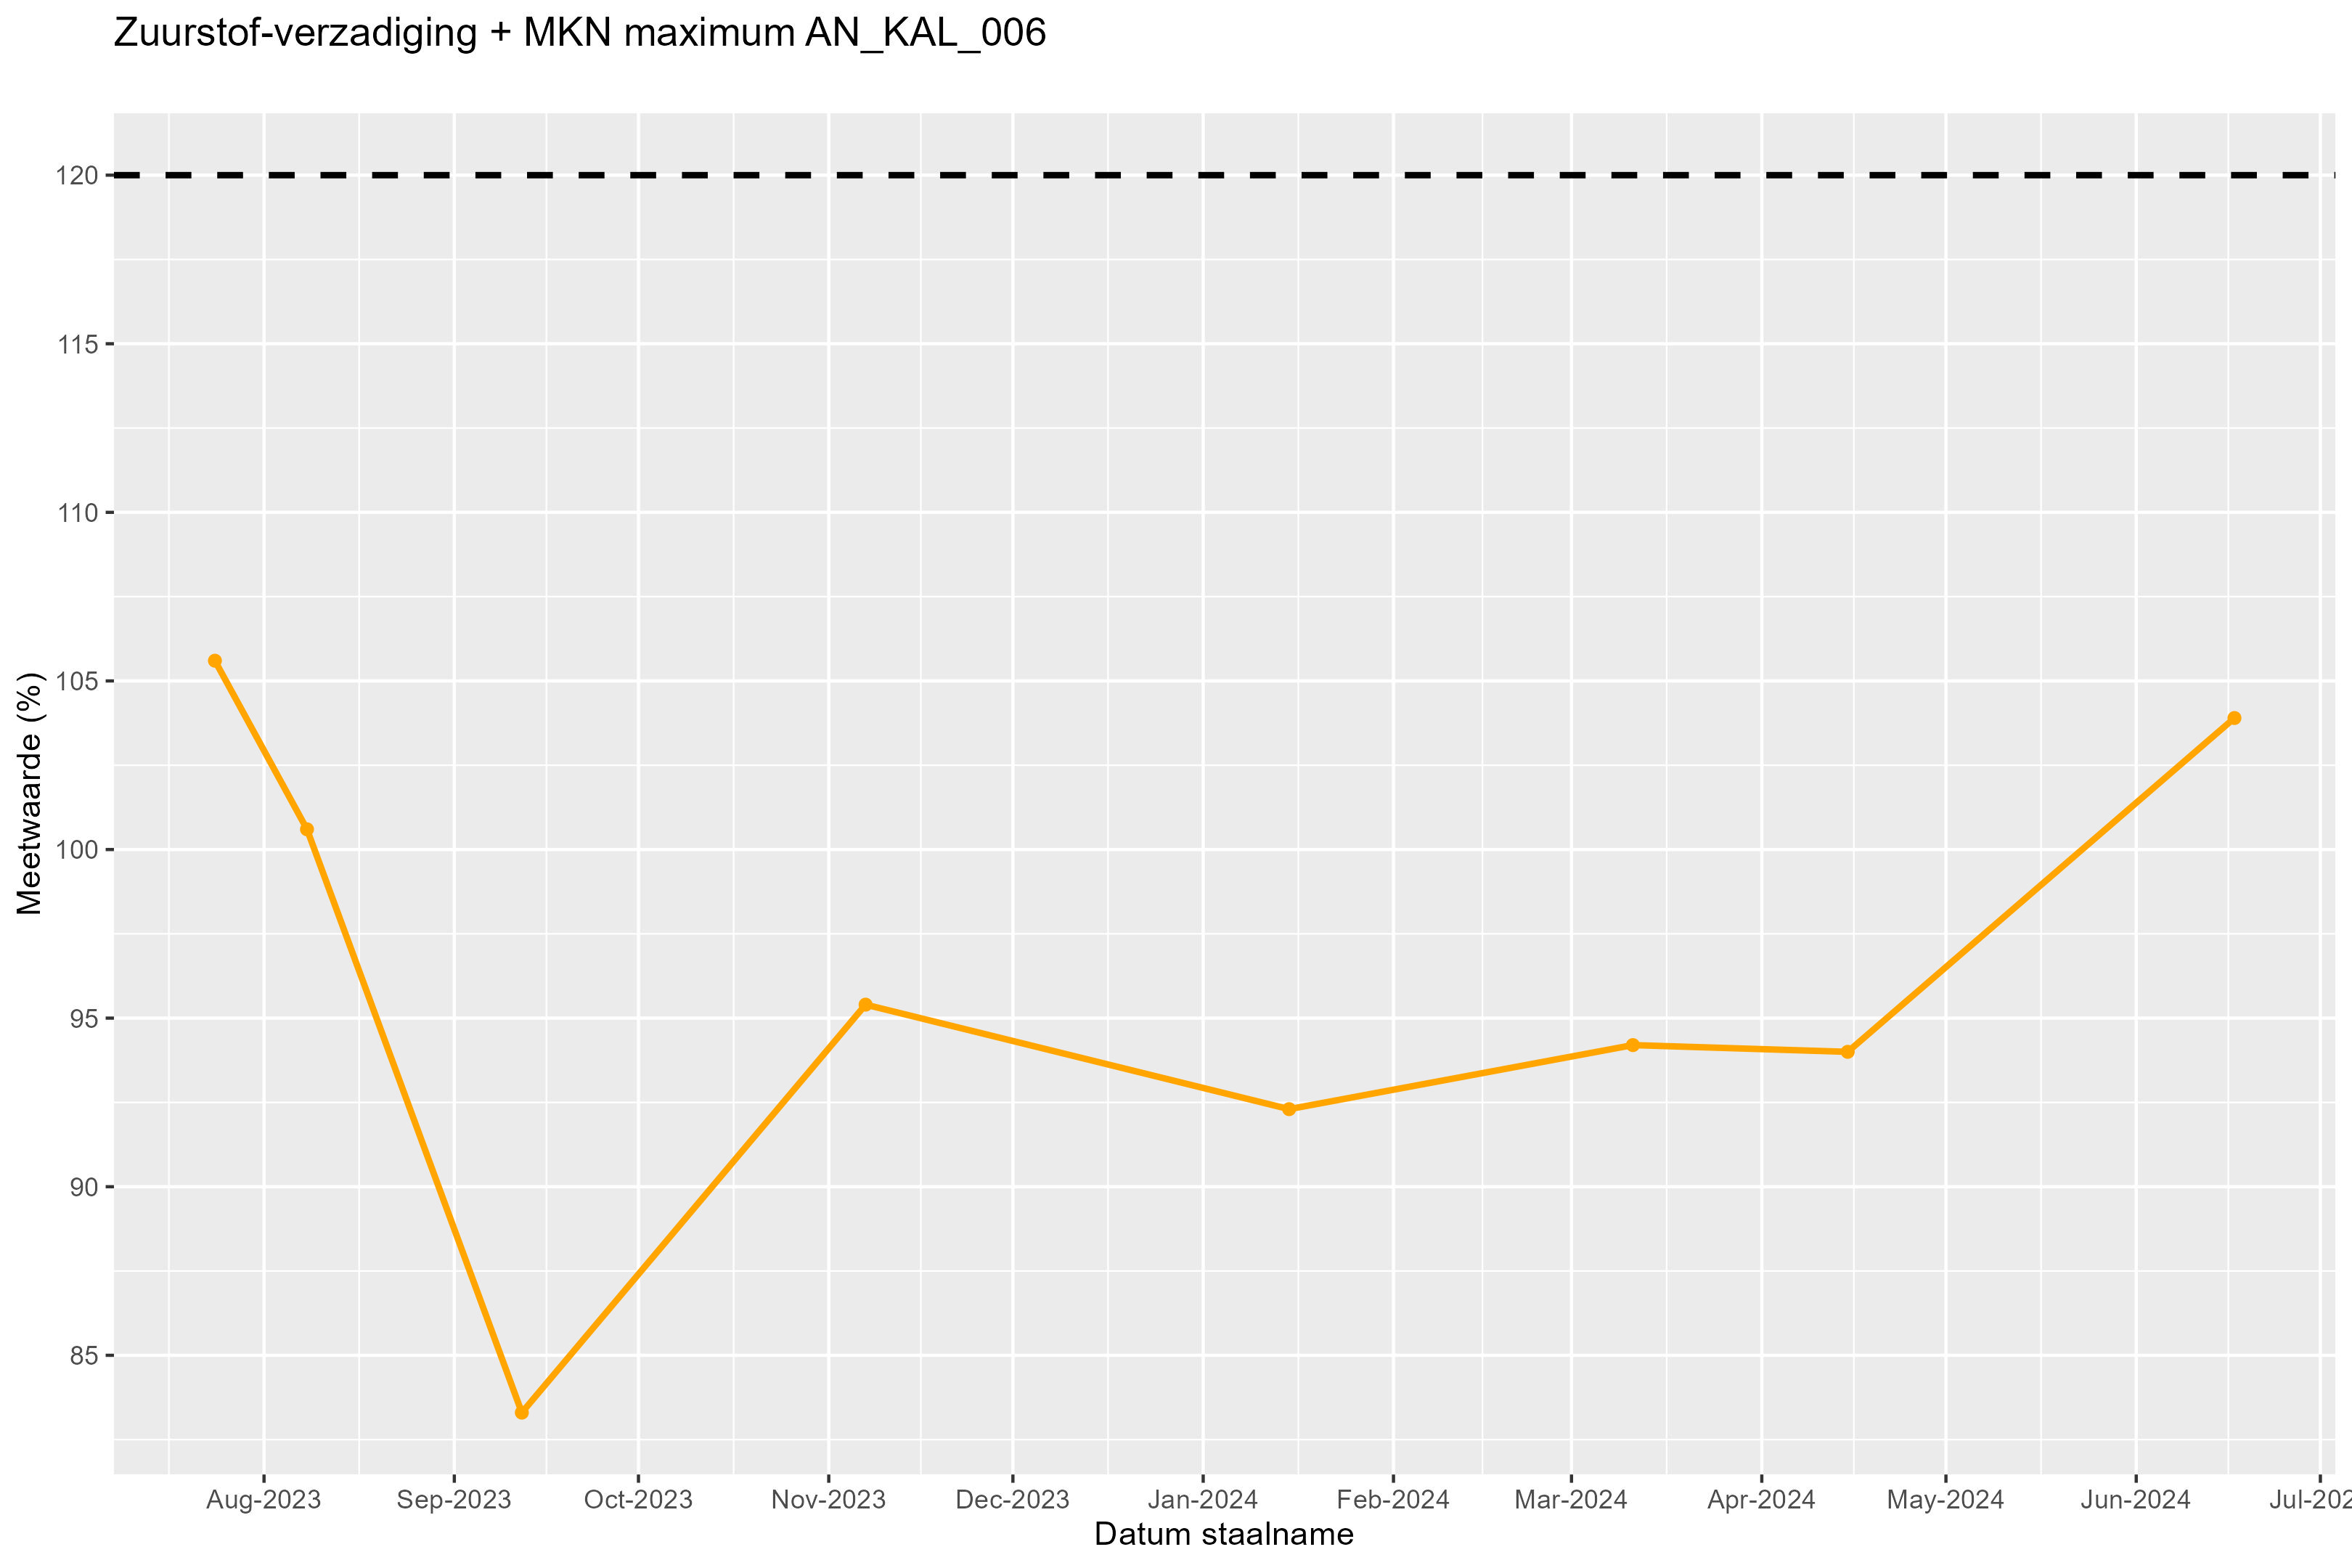 Zuurstof-verzadiging + MKN maximum AN_KAL_006
120
115
110
105
100
95
90
85
Meetwaarde (%)
Aug-2023 Sep-2023 Oct-2023 Nov-2023 Dec-2023 Jan-2024 Feb-2024 Mar-2024 Apr-2024 May-2024 Jun-2024 Jul-202
Datum staalname